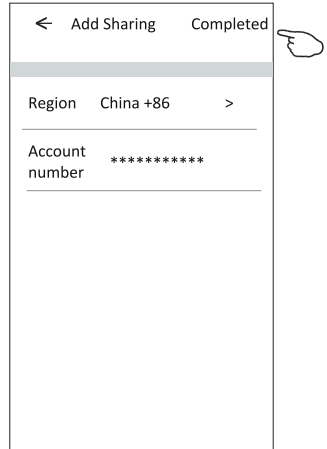 ← Add Sharing Completed
Region China +86 >
Account
number ***********